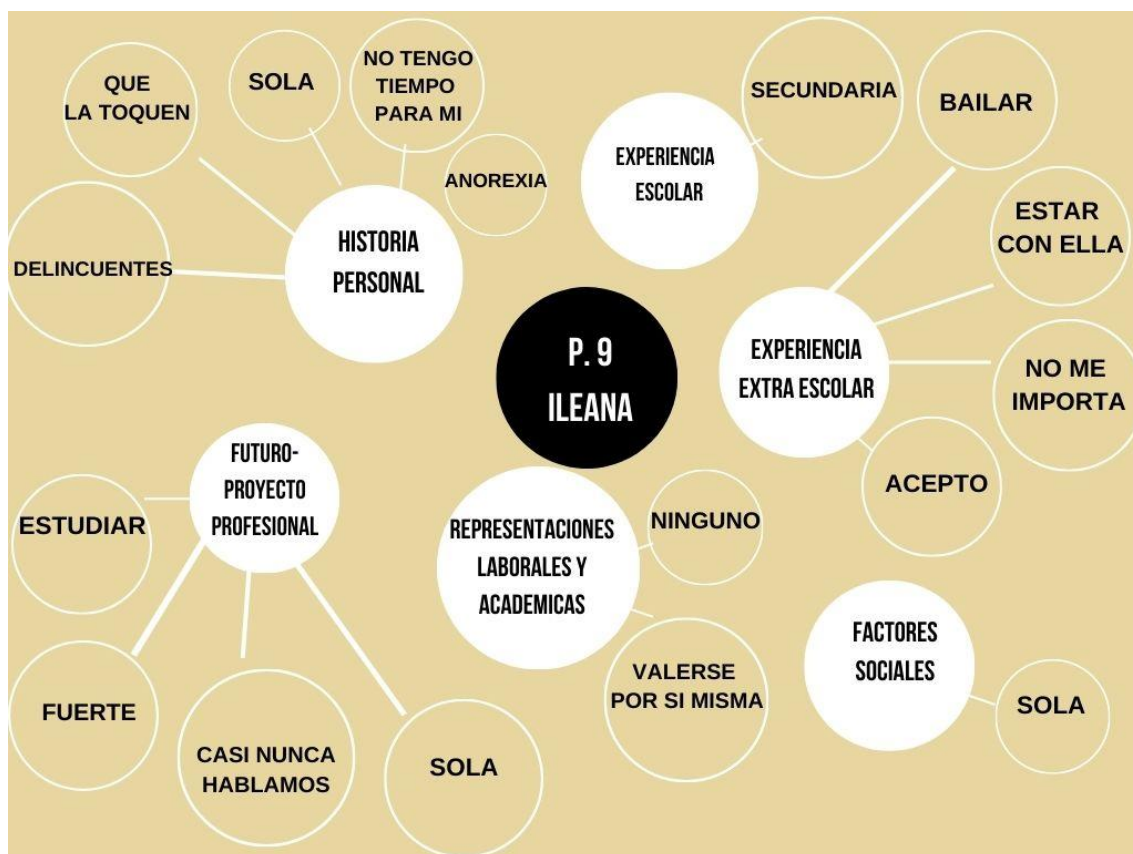 QUE
LA TOQUEN
SOLA
NO TENGO
TIEMPO
PARA MI
ANOREXIA
DELINCUENTES
HISTORIA
PERSONAL
EXPERIENCIA
ESCOLAR
SECUNDARIA
BAILAR
ESTAR
CON ELLA
NO ME
IMPORTA
ACEPTO
EXPERIENCIA
EXTRA ESCOLAR
P. 9
ILEANA
FUTURO-
PROYECTO
PROFESIONAL
ESTUDIAR
FUERTE
CASI NUNCA
HABLAMOS
SOLA
REPRESENTACIONES
LABORALES Y
ACADEMICAS
NINGUNO
VALERSE
POR SI MISMA
FACTORES
SOCIALES
SOLA